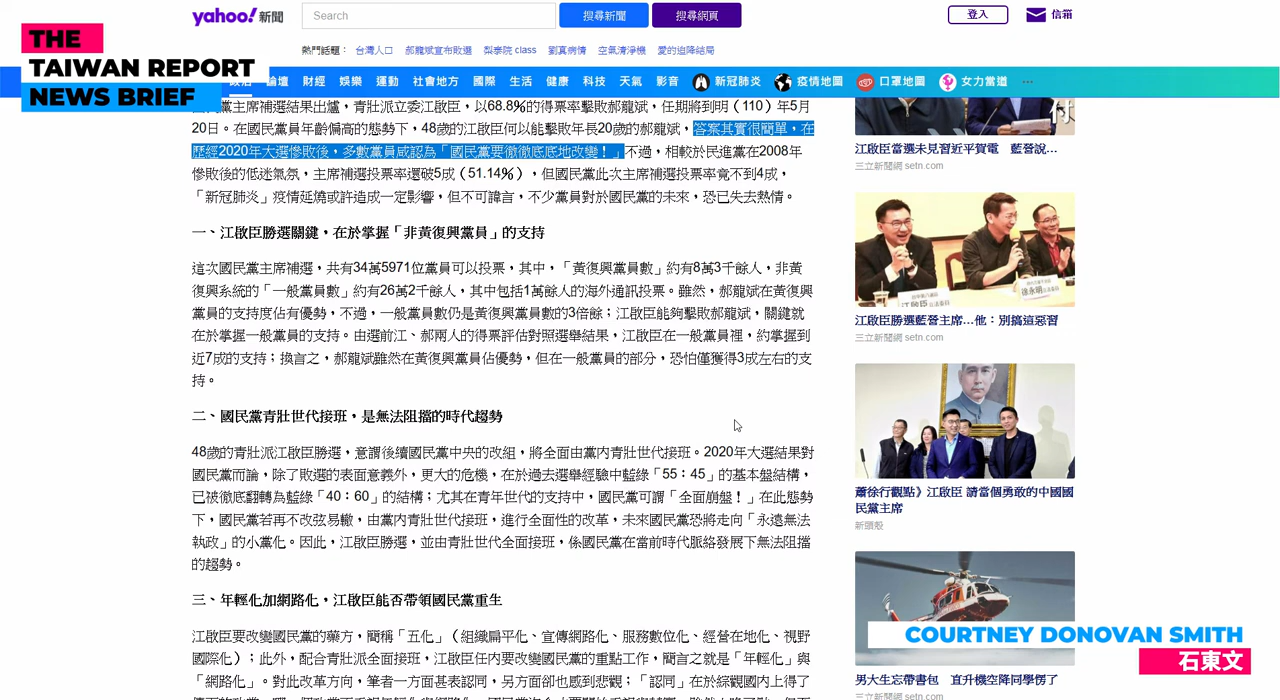 yahoo! 新聞
Search
搜尋新聞
搜尋網頁
登入
信箱
THE
TAIWAN REPORT
NEWS BRIEF
熱門話題：
台灣人口
郝龍斌宣布敗選
梨泰院 class
劉真病情
空氣清淨機
愛的迫降結局
論壇
財經
娛樂
運動
社會地方
國際
生活
健康
科技
天氣
影音
新冠肺炎
疫情地圖
口罩地圖
女力當道
黨主席補選結果出爐，青壯派立委江啟臣，以68.8%的得票率擊敗郝龍斌，任期將到明（110）年5月
20日。在國民黨員年齡偏高的態勢下，48歲的江啟臣何以能擊敗年長20歲的郝龍斌，答案其實很簡單，在
歷經2020年大選慘敗後，多數黨員咸認為「國民黨要徹徹底底地改變！」不過，相較於民進黨在2008年
慘敗後的低迷氣氛，主席補選投票率還破5成（51.14%），但國民黨此次主席補選投票率竟不到4成，
「新冠肺炎」疫情延燒或許造成一定影響，但不可諱言，不少黨員對於國民黨的未來，恐已失去熱情。
一、江啟臣勝選關鍵，在於掌握「非黃復興黨員」的支持
這次國民黨主席補選，共有34萬5971位黨員可以投票，其中，「黃復興黨員數」約有8萬3千餘人，非黃
復興系統的「一般黨員數」約有26萬2千餘人，其中包括1萬餘人的海外通訊投票。雖然，郝龍斌在黃復興
黨員的支持度佔有優勢，不過，一般黨員數仍是黃復興黨員數的3倍餘；江啟臣能夠擊敗郝龍斌，關鍵就
在於掌握一般黨員的支持。由選前江、郝兩人的得票評估對照選舉結果，江啟臣在一般黨員裡，約掌握到
近7成的支持；換言之，郝龍斌雖然在黃復興黨員佔優勢，但在一般黨員的部分，恐怕僅獲得3成左右的支
持。
二、國民黨青壯世代接班，是無法阻擋的時代趨勢
48歲的青壯派江啟臣勝選，意謂後續國民黨中央的改組，將全面由黨內青壯世代接班。2020年大選結果對
國民黨而論，除了敗選的表面意義外，更大的危機，在於過去選舉經驗中藍綠「55：45」的基本盤結構，
已被徹底翻轉為藍綠「40：60」的結構；尤其在青年世代的支持中，國民黨可謂「全面崩盤！」在此態勢
下，國民黨若再不改弦易轍，由黨內青壯世代接班，進行全面性的改革，未來國民黨恐將走向「永遠無法
執政」的小黨化。因此，江啟臣勝選，並由青壯世代全面接班，係國民黨在當前時代脈絡發展下無法阻擋
的趨勢。
三、年輕化加網路化，江啟臣能否帶領國民黨重生
江啟臣要改變國民黨的藥方，簡稱「五化」（組織扁平化、宣傳網路化、服務數位化、經營在地化、視野
國際化）；此外，配合青壯派全面接班，江啟臣任內要改變國民黨的重點工作，簡言之就是「年輕化」與
「網路化」。對此改革方向，筆者一方面甚表認同，另方面卻也感到悲觀；「認同」在於綜觀國內上得了
江啟臣當選未見習近平賀電　藍營說…
三立新聞網 setn.com
江啟臣勝選藍營主席…他：別搞這惡習
三立新聞網 setn.com
蕭徐行觀點》江啟臣 請當個勇敢的中國國
民黨主席
新頭殼
COURTNEY DONOVAN SMITH
石東文
男大生忘帶書包　直升機空降同學愣了
三立新聞網 setn.com